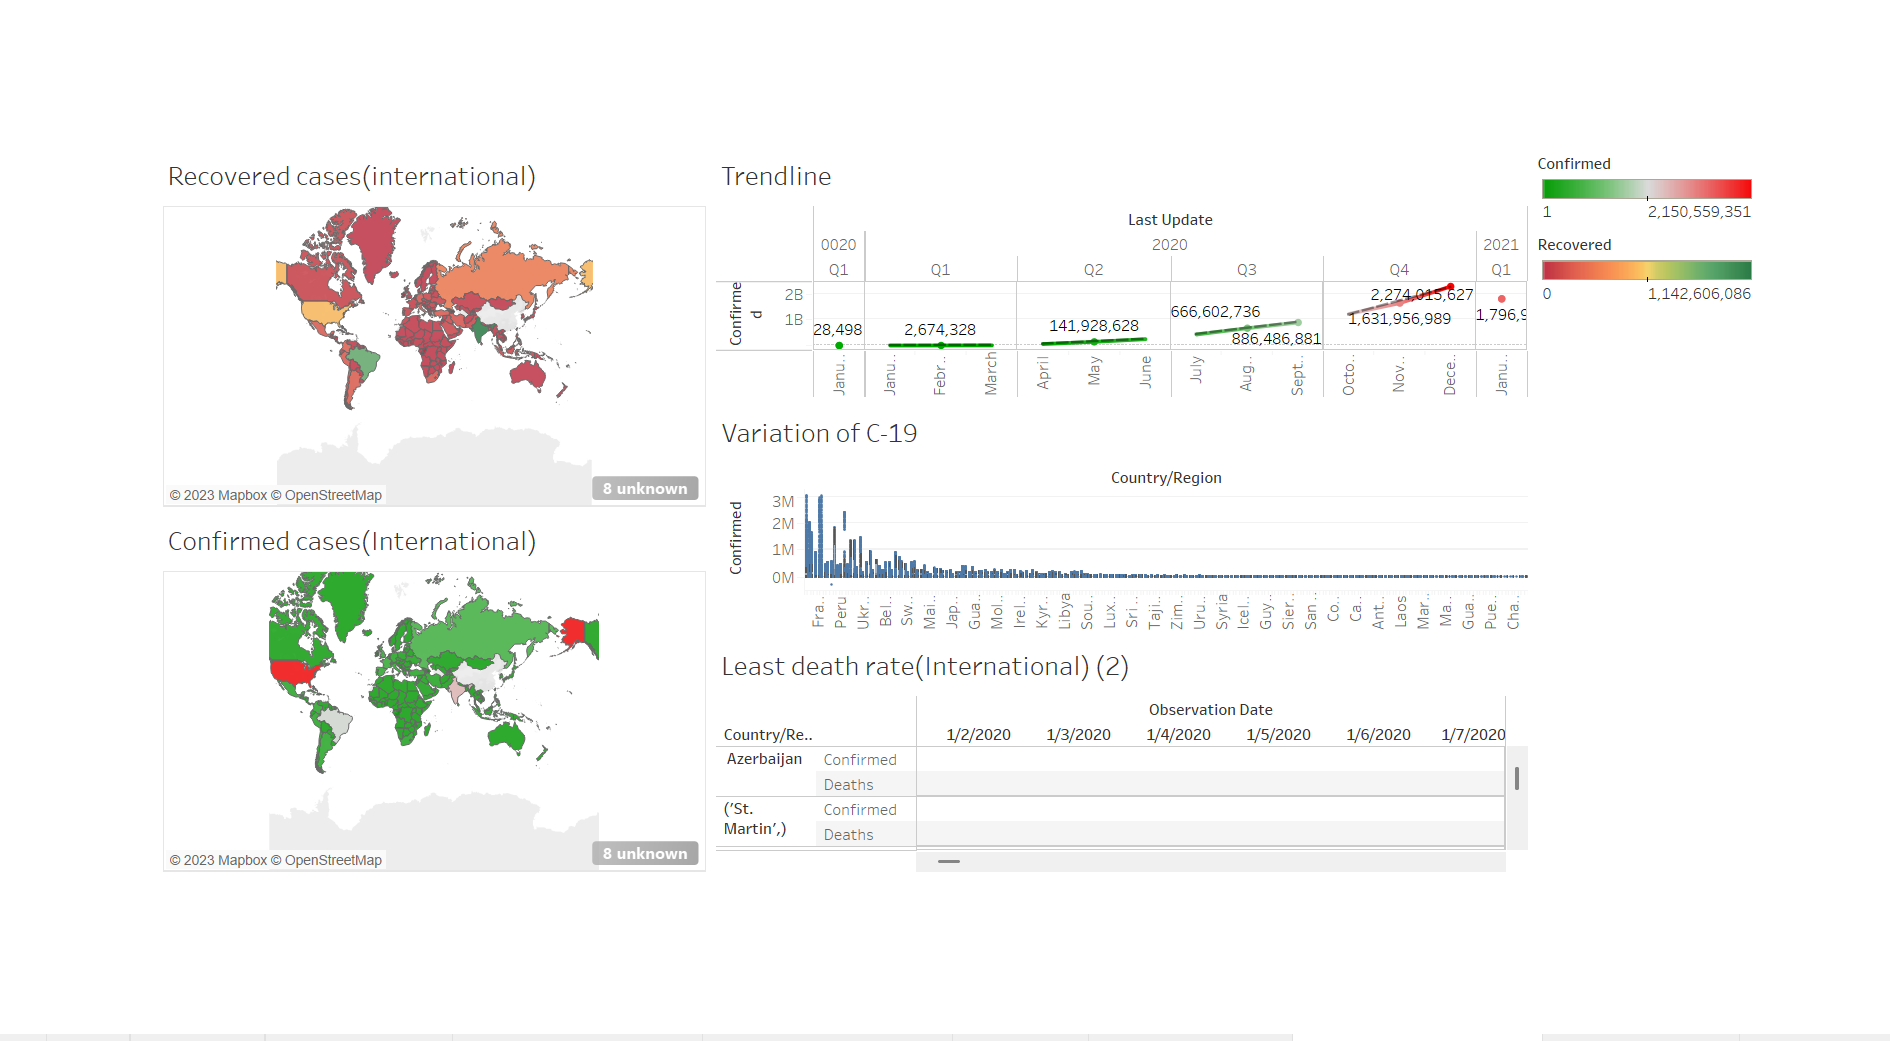 Recovered cases(international)
© 2023 Mapbox © OpenStreetMap
8 unknown
Confirmed cases(International)
© 2023 Mapbox © OpenStreetMap
8 unknown
Trendline
Last Update
0020 2020 2021
Q1 Q1 Q2 Q3 Q4 Q1
Confirme
d
2B
1B
28,498
2,674,328
141,928,628
666,602,736
886,486,881
2,274,015,627
1,631,956,989
1,796,9
Janu.. Janu.. Febr.. March April May June July Aug.. Sept.. Octo.. Nov.. Dece.. Janu..
Variation of C-19
Country/Region
Confirmed
3M
2M
1M
0M
Fra.. Peru Ukr.. Bel.. Sw.. Mai.. Jap.. Gua.. Mol.. Irel.. Kyr.. Libya Sou.. Lux.. Sri.. Taji.. Zim.. Uru.. Syria Icel.. Guy.. Sier.. San .. Co.. Ca.. Ant.. Laos Mar.. Ma.. Gua.. Pue.. Cha..
Least death rate(International) (2)
Observation Date
Country/Re.. 1/2/2020 1/3/2020 1/4/2020 1/5/2020 1/6/2020 1/7/2020
Azerbaijan Confirmed
Deaths
('St. Confirmed
Martin',) Deaths
Confirmed
1 2,150,559,351
Recovered
0 1,142,606,086